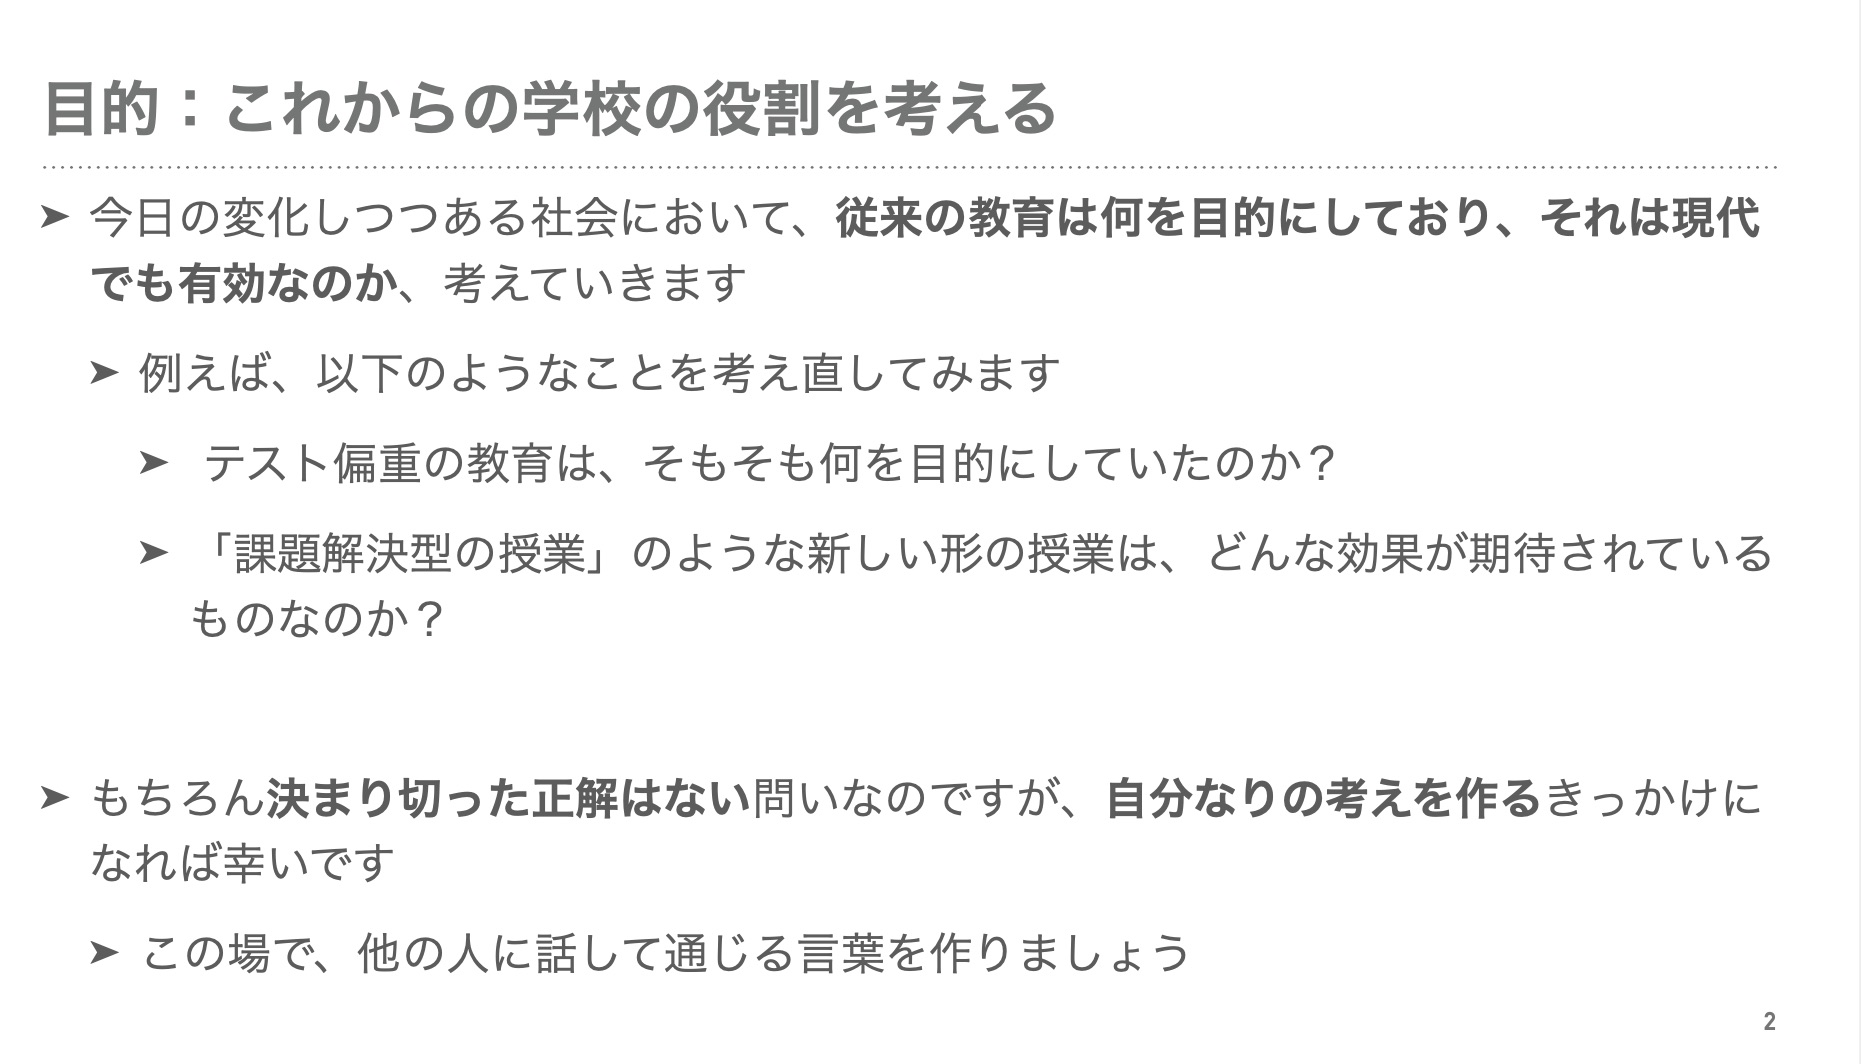 目的：これからの学校の役割を考える
➤ 今日の変化しつつある社会において、従来の教育は何を目的にしており、それは現代
でも有効なのか、考えていきます
➤ 例えば、以下のようなことを考え直してみます
➤ テスト偏重の教育は、そもそも何を目的にしていたのか？
➤ 「課題解決型の授業」のような新しい形の授業は、どんな効果が期待されている
ものなのか？
➤ もちろん決まり切った正解はない問いなのですが、自分なりの考えを作るきっかけに
なれば幸いです
➤ この場で、他の人に話して通じる言葉を作りましょう
2